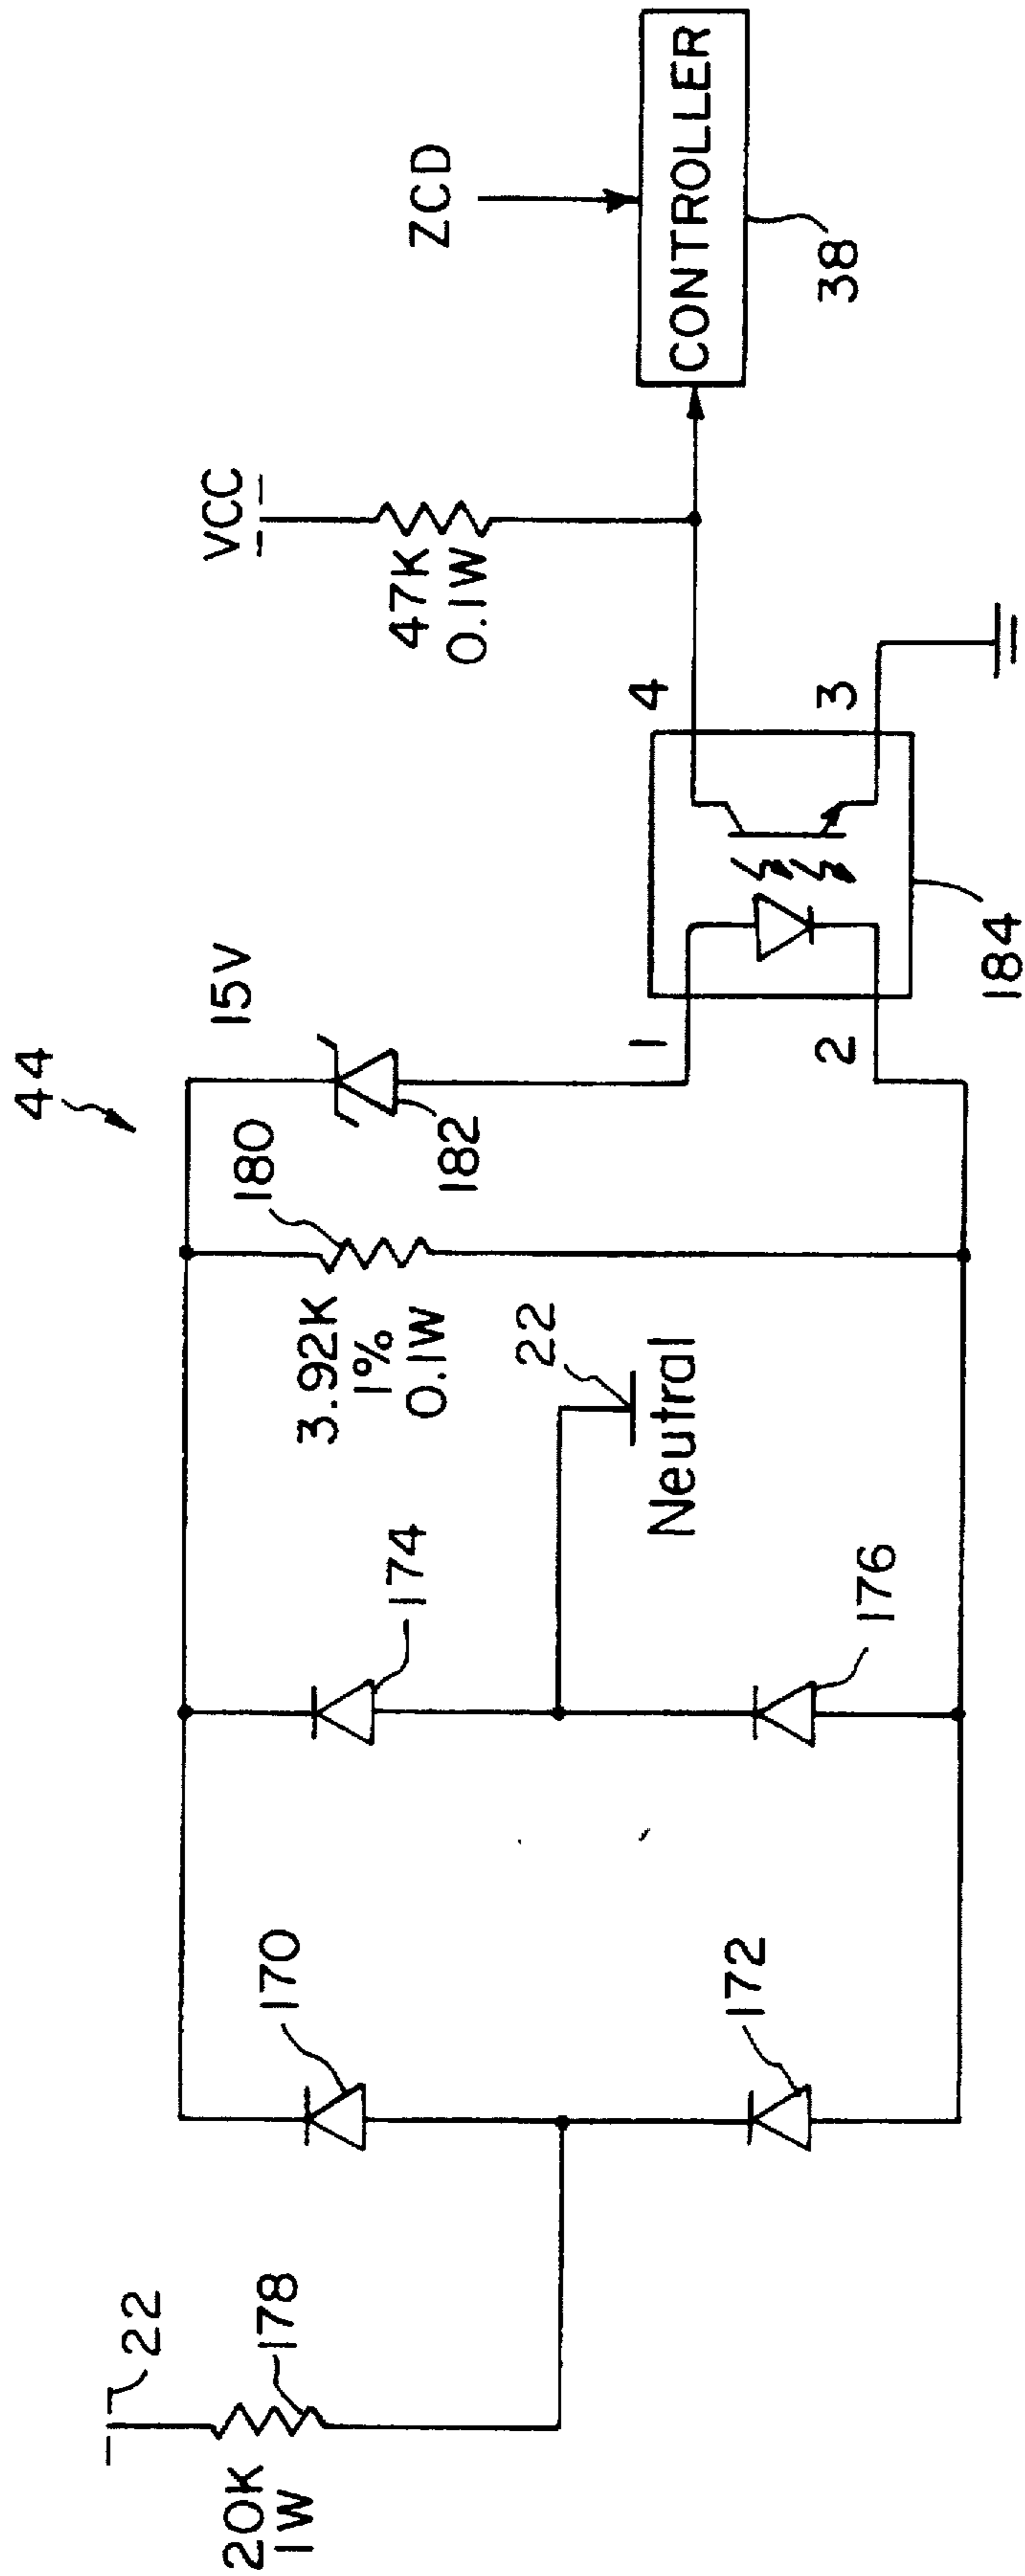 44
22
20K
1W
178
170
172
174
176
22
Neutral
3.92K
1%
0.1W
180
15V
182
1
2
184
4
3
VCC
47K
0.1W
ZCD
CONTROLLER
38